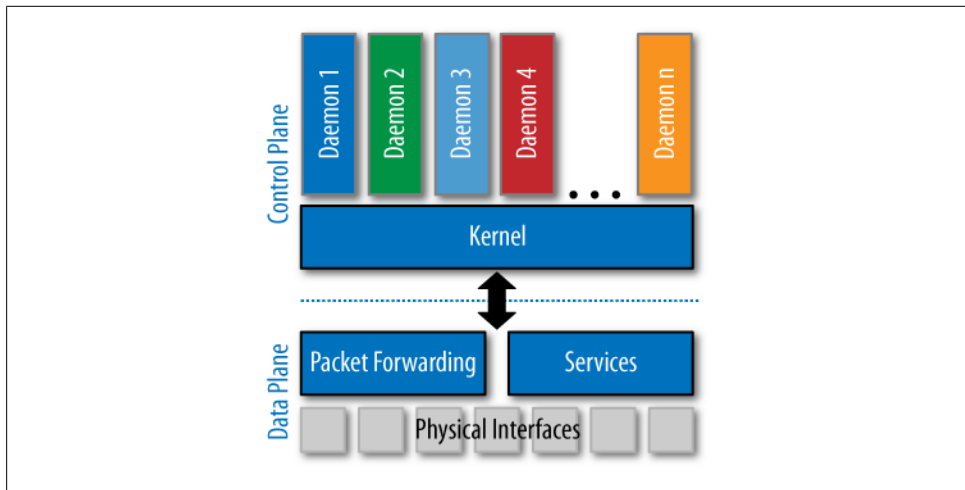 Control Plane
Daemon 1
Daemon 2
Daemon 3
Daemon 4
...
Daemon n
Kernel
Data Plane
Packet Forwarding
Services
Physical Interfaces